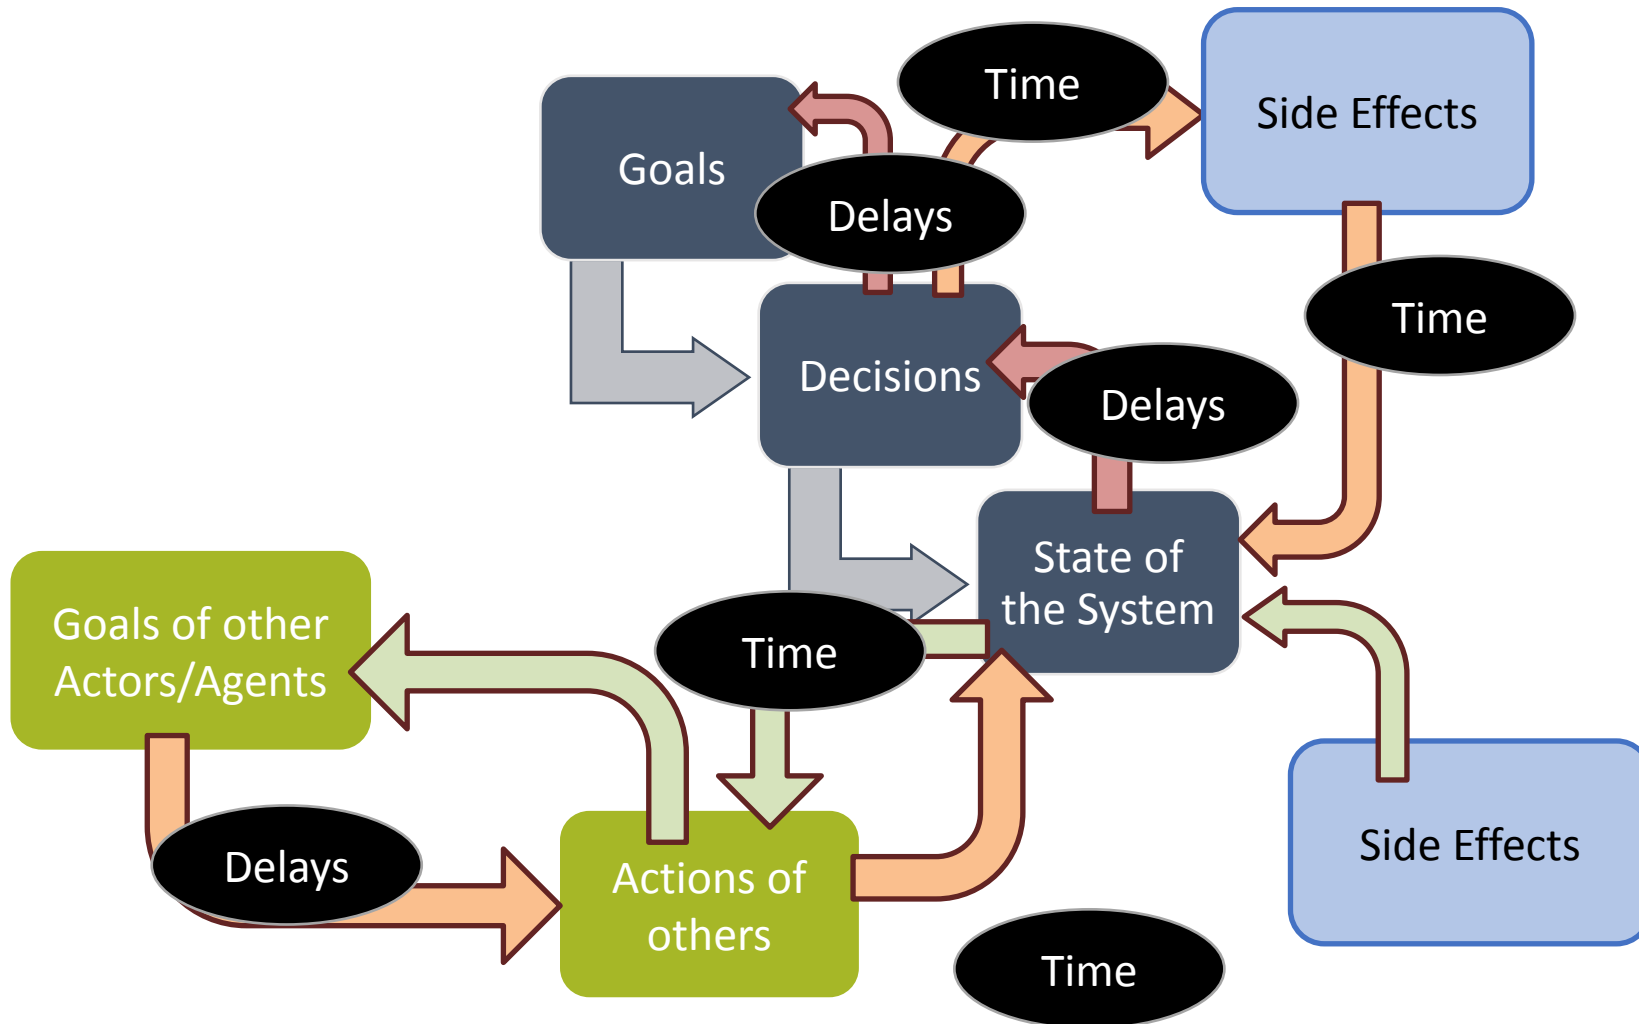 Time
Side Effects
Goals
Delays
Time
Decisions
Delays
State of
the System
Goals of other
Actors/Agents
Time
Side Effects
Delays
Actions of
others
Time